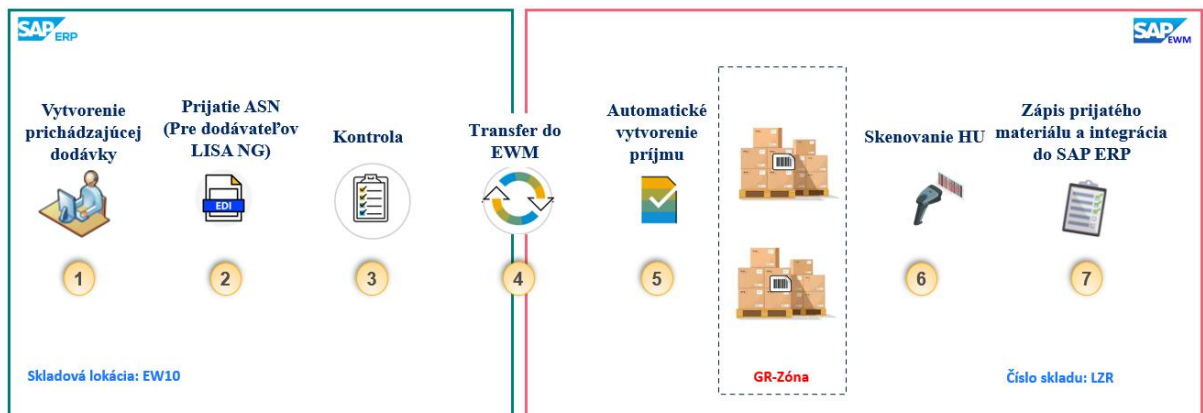 SAP ERP
SAP EWM
Vytvorenie
prichádzajúcej
dodávky
1
Prijatie ASN
(Pre dodávateľov
LISA NG)
EDI
2
Kontrola
3
Transfer do
EWM
4
Automatické
vytvorenie
príjmu
5
GR-Zóna
Skenovanie HU
6
Zápis prijatého
materiálu a integrácia
do SAP ERP
7
Skladová lokácia: EW10
Číslo skladu: LZR